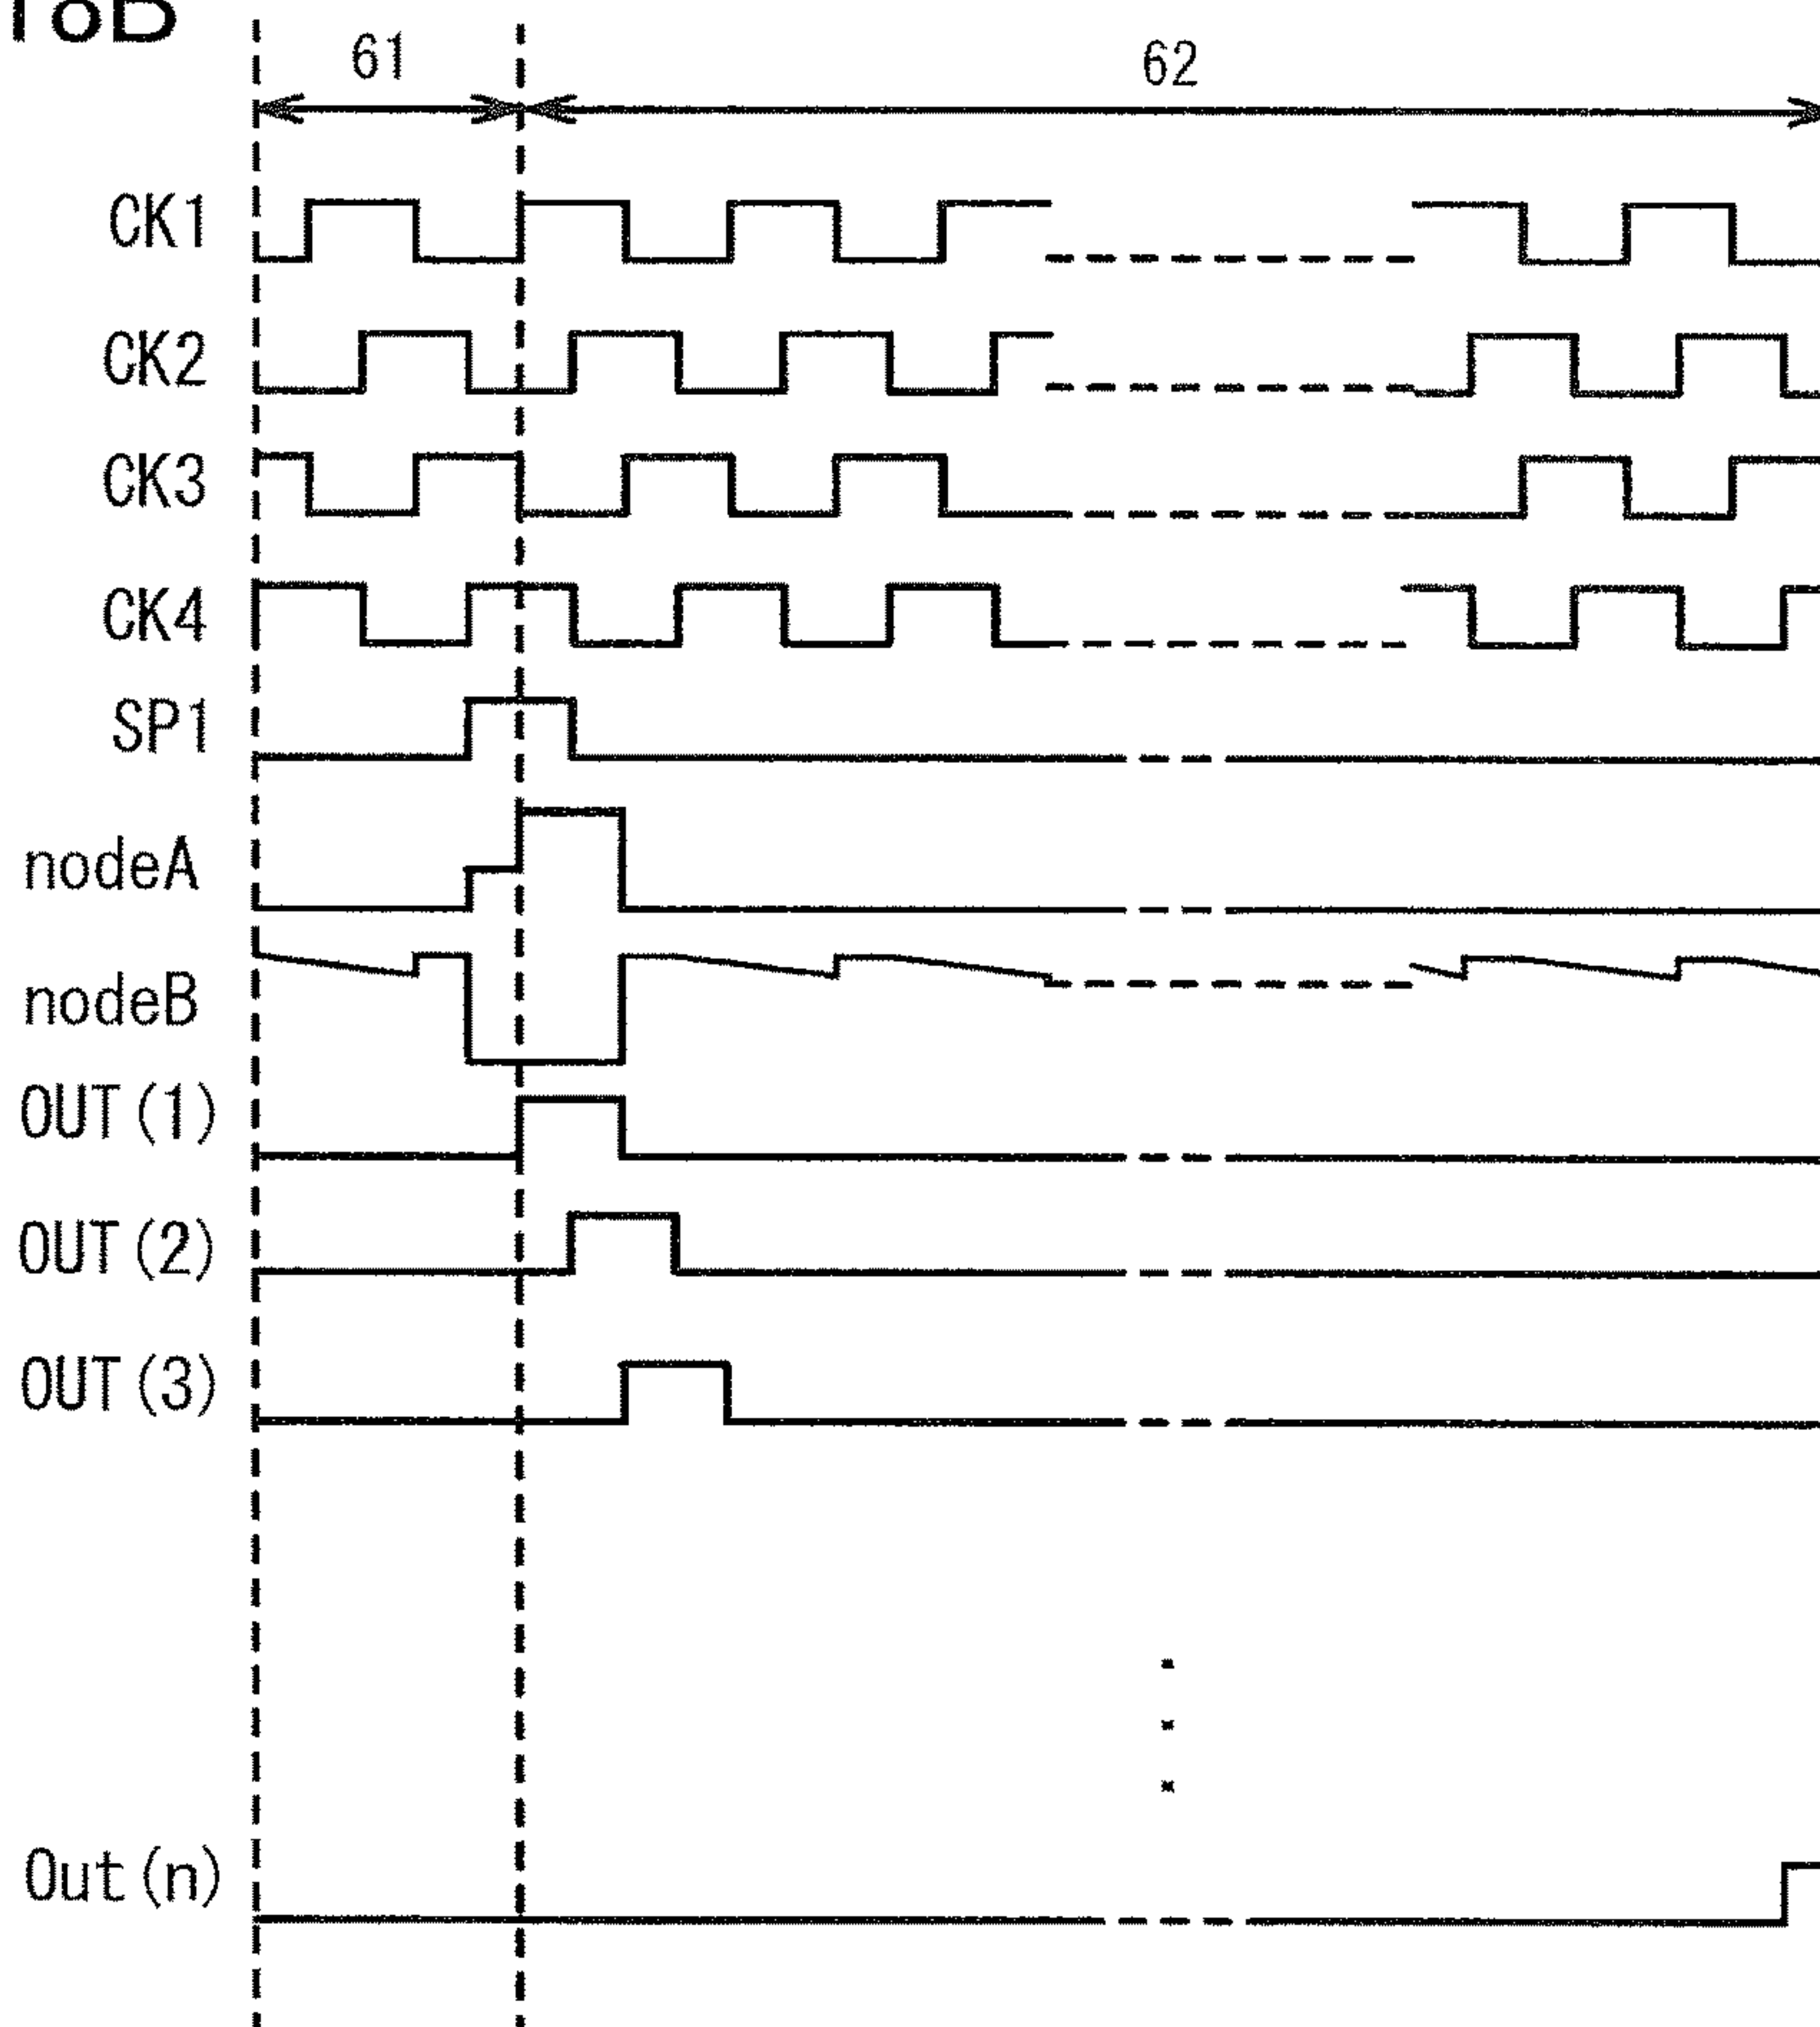 61
62
CK1
CK2
CK3
CK4
SP1
nodeA
nodeB
OUT(1)
OUT(2)
OUT(3)
Out(n)